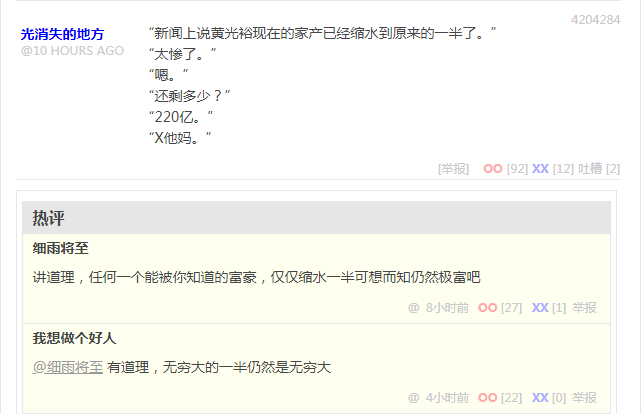 4204284
光消失的地方
@10 HOURS AGO
“新闻上说黄光裕现在的家产已经缩水到原来的一半了。”
“太惨了。”
“嗯。”
“还剩多少？”
“220亿。”
“X他妈。”
[举报] OO [92] XX [12] 吐槽 [2]
热评
细雨将至
讲道理，任何一个能被你知道的富豪，仅仅缩水一半可想而知仍然极富吧
@ 8小时前 OO [27] XX [1] 举报
我想做个好人
@细雨将至 有道理，无穷大的一半仍然是无穷大
@ 4小时前 OO [22] XX [0] 举报